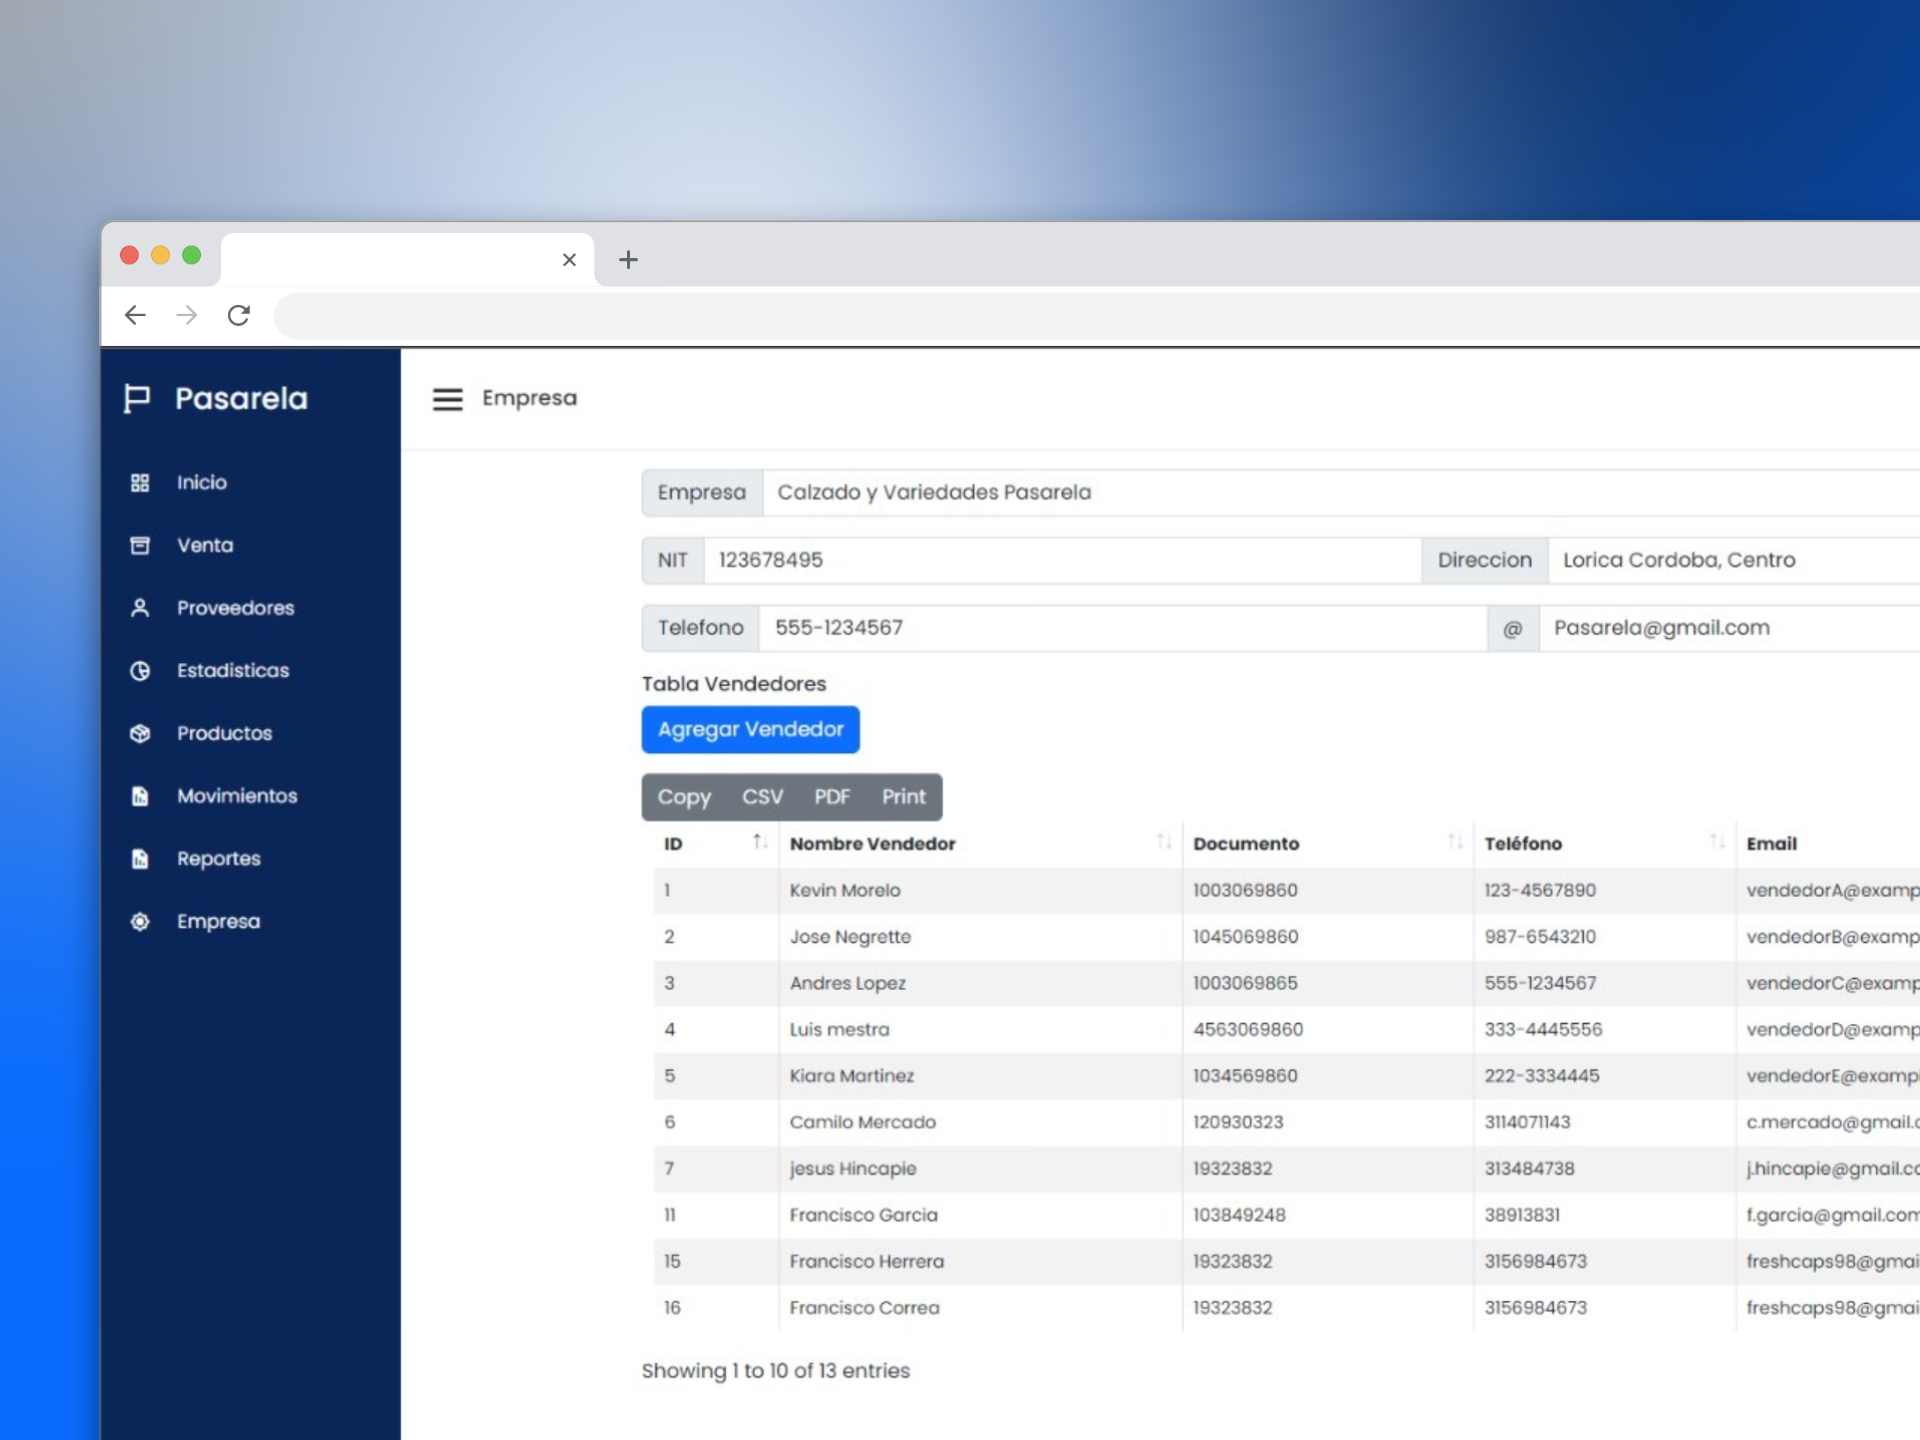 Pasarela
Empresa
Inicio
Venta
Proveedores
Estadisticas
Productos
Movimientos
Reportes
Empresa
Empresa Calzado y Variedades Pasarela
NIT 123678495 Direccion Lorica Cordoba, Centro
Telefono 555-1234567 @ Pasarela@gmail.com
Tabla Vendedores
Agregar Vendedor
Copy CSV PDF Print
ID Nombre Vendedor Documento Teléfono Email
1 Kevin Morelo 1003069860 123-4567890 vendedorA@examp
2 Jose Negrette 1045069860 987-6543210 vendedorB@examp
3 Andres Lopez 1003069865 555-1234567 vendedorC@examp
4 Luis mestra 4563069860 333-4445556 vendedorD@examp
5 Kiara Martinez 1034569860 222-3334445 vendedorE@exampl
6 Camilo Mercado 120930323 3114071143 c.mercado@gmail.c
7 jesus Hincapie 19323832 313484738 j.hincapie@gmail.co
11 Francisco Garcia 103849248 38913831 f.garcia@gmail.com
15 Francisco Herrera 19323832 3156984673 freshcaps98@gmai
16 Francisco Correa 19323832 3156984673 freshcaps98@gmai
Showing 1 to 10 of 13 entries